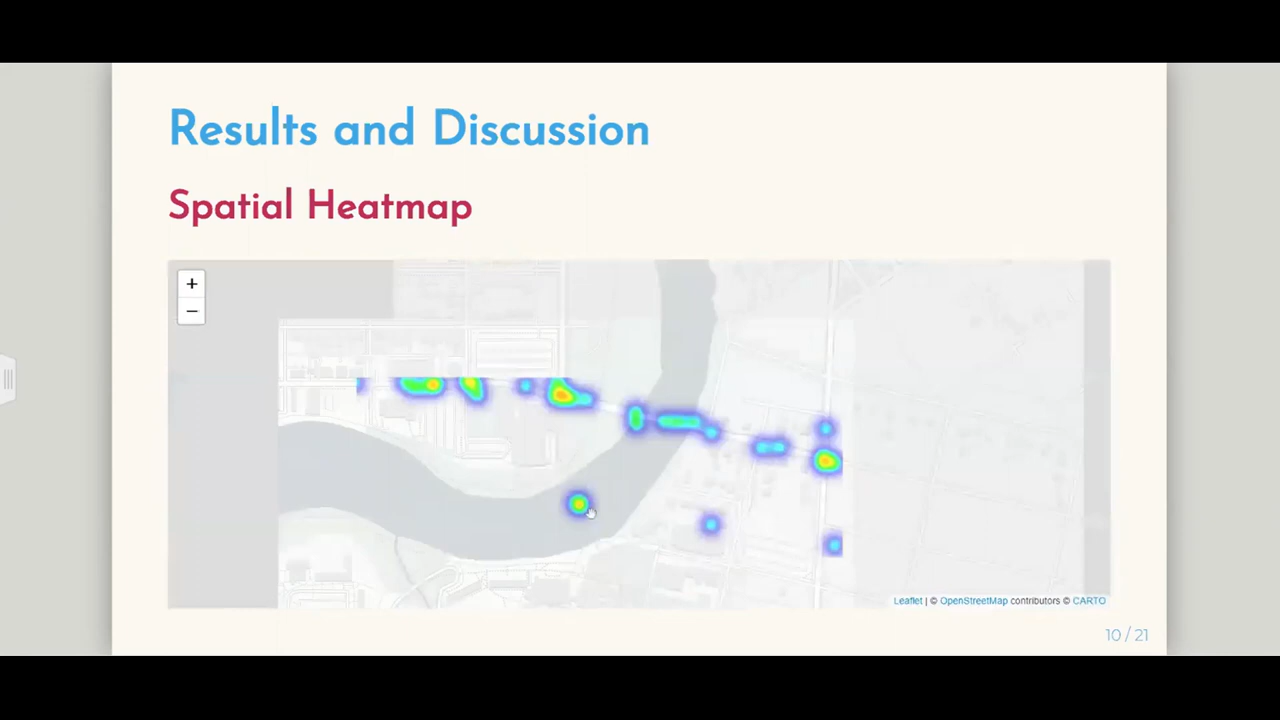 Results and Discussion
Spatial Heatmap
+
−
Leaflet | © OpenStreetMap contributors © CARTO
10 / 21